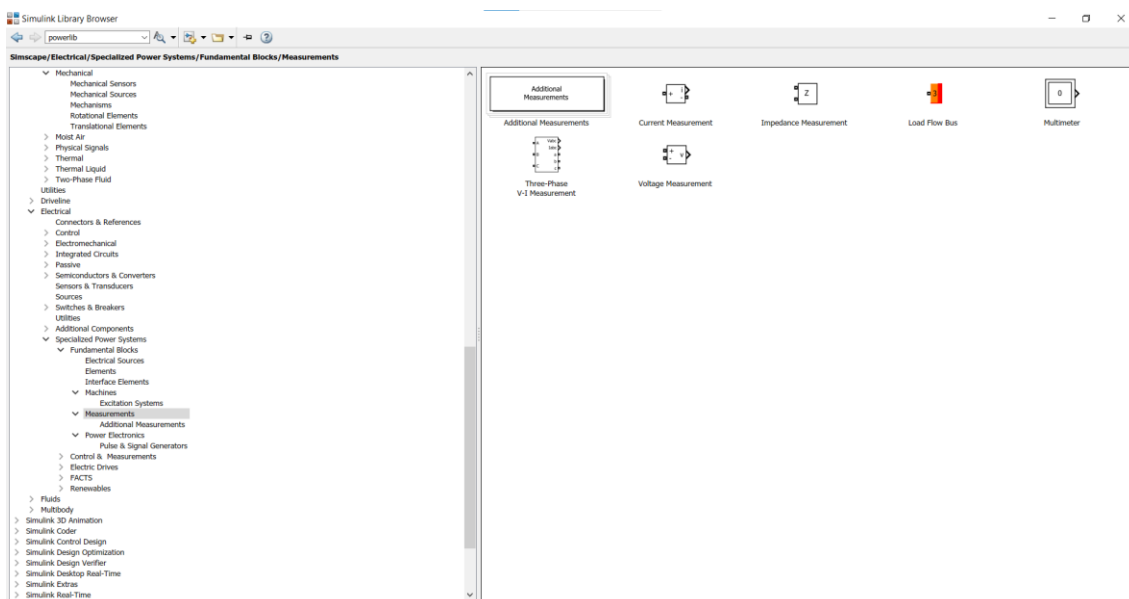 Simulink Library Browser
powerlib
Simscape/Electrical/Specialized Power Systems/Fundamental Blocks/Measurements
Mechanical
Mechanical Sensors
Mechanical Sources
Mechanisms
Rotational Elements
Translational Elements
Moist Air
Physical Signals
Thermal
Thermal Liquid
Two-Phase Fluid
Utilities
Driveline
Electrical
Connectors & References
Control
Electromechanical
Integrated Circuits
Passive
Semiconductors & Converters
Sensors & Transducers
Sources
Switches & Breakers
Utilities
Additional Components
Specialized Power Systems
Fundamental Blocks
Electrical Sources
Elements
Interface Elements
Machines
Excitation Systems
Measurements
Additional Measurements
Power Electronics
Pulse & Signal Generators
Control & Measurements
Electric Drives
FACTS
Renewables
Fluids
Multibody
Simulink 3D Animation
Simulink Coder
Simulink Control Design
Simulink Design Optimization
Simulink Design Verifier
Simulink Desktop Real-Time
Simulink Extras
Simulink Real-Time
Additional
Measurements
Additional Measurements
+ i -
Current Measurement
Z
Impedance Measurement
3
Load Flow Bus
0
Multimeter
A Vabc
Iabc
B a
b
C c
Three-Phase
V-I Measurement
+ v -
Voltage Measurement